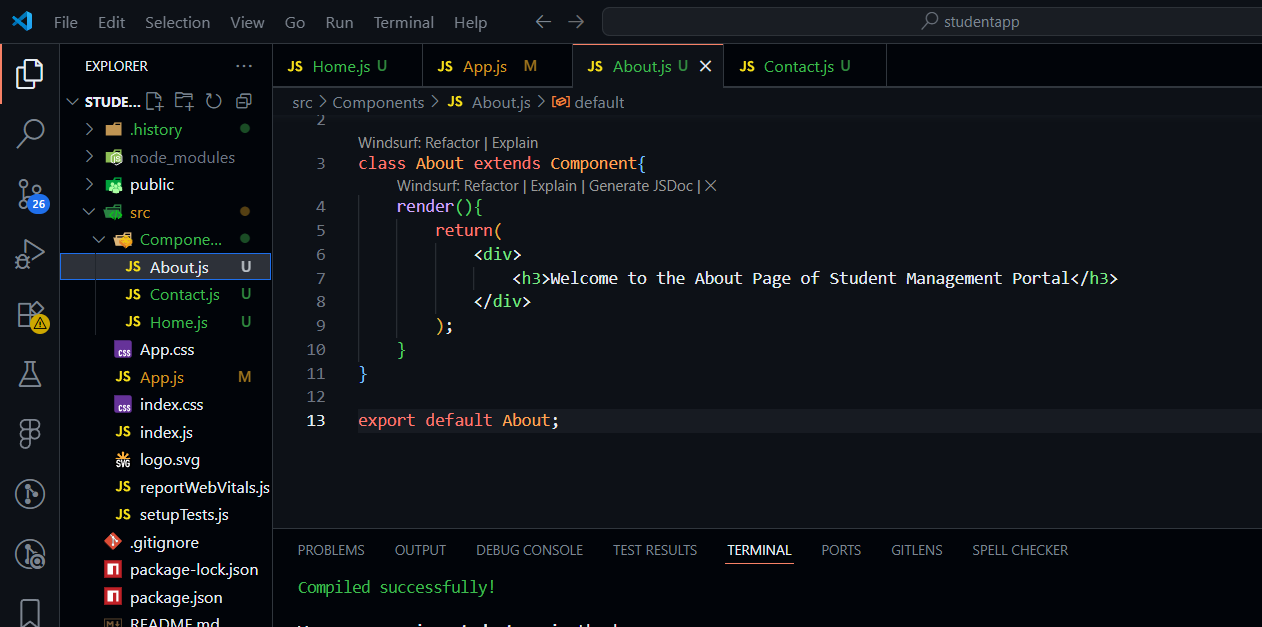 File Edit Selection View Go Run Terminal Help studentapp
EXPLORER
JS Home.js U JS App.js M JS About.js U JS Contact.js U
STUDE...
src > Components > JS About.js > default
.history
node_modules
public
src
Compone...
JS About.js U
JS Contact.js U
JS Home.js U
css App.css
JS App.js M
css index.css
JS index.js
SVG logo.svg
JS reportWebVitals.js
JS setupTests.js
.gitignore
package-lock.json
package.json
README.md
26
2
Windsurf: Refactor | Explain
3 class About extends Component{
Windsurf: Refactor | Explain | Generate JSDoc | X
4 render(){
5 return(
6 <div>
7 <h3>Welcome to the About Page of Student Management Portal</h3>
8 </div>
9 );
10 }
11 }
12
13 export default About;
PROBLEMS OUTPUT DEBUG CONSOLE TEST RESULTS TERMINAL PORTS GITLENS SPELL CHECKER
Compiled successfully!